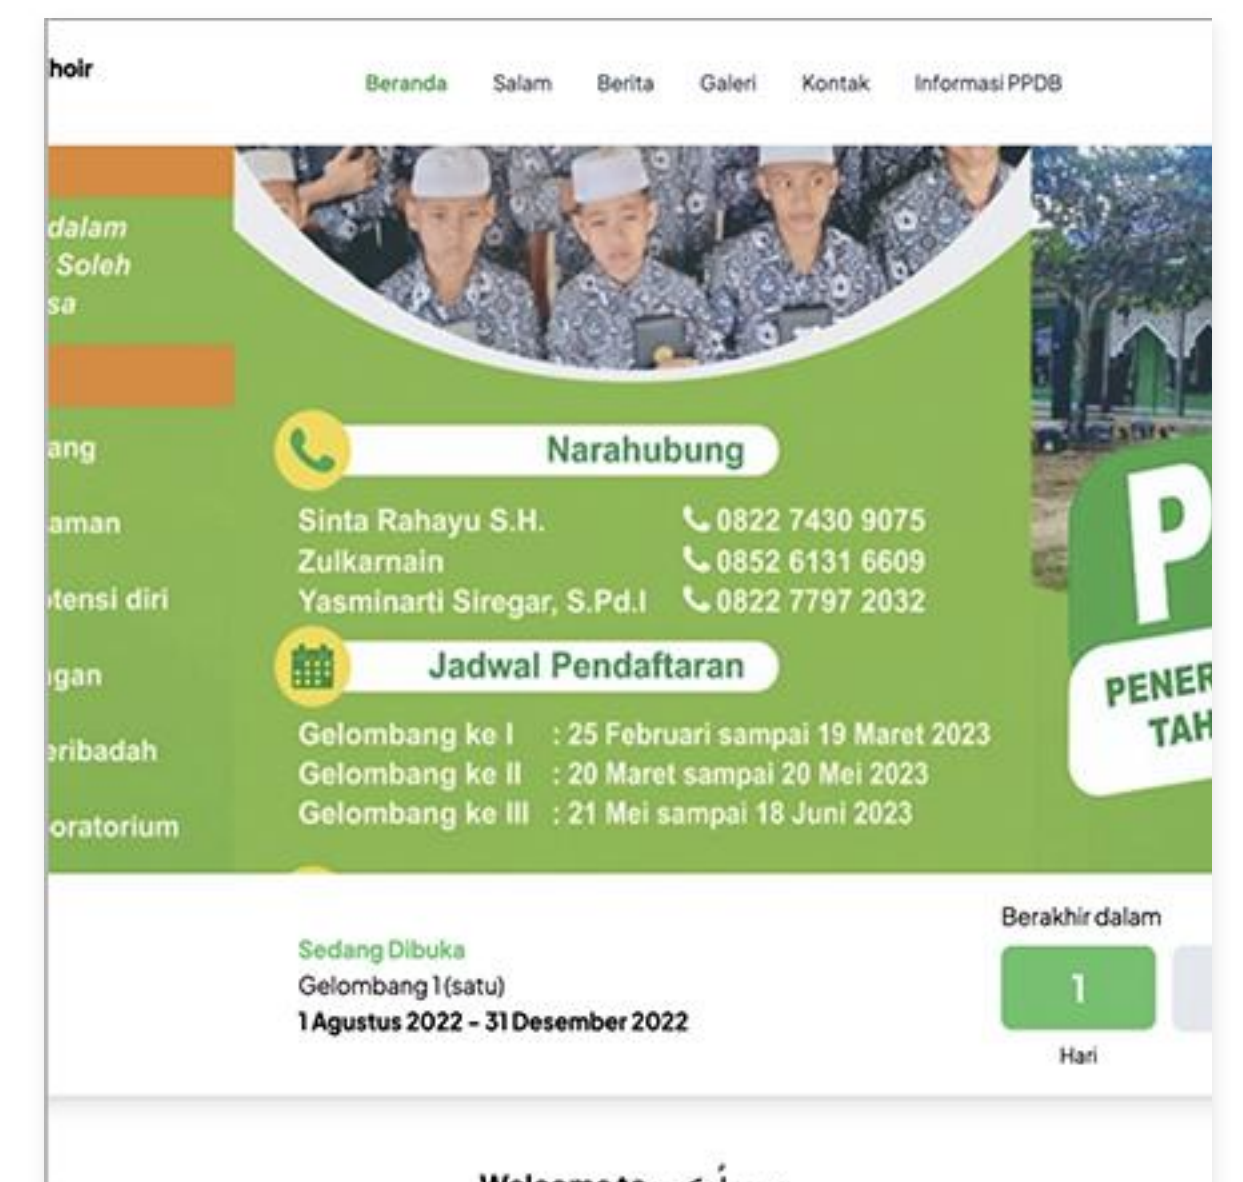 hoir
Beranda Salam Berita Galeri Kontak Informasi PPDB
dalam
Soleh
sa
ang
aman
tensi diri
gan
eribadah
oratorium
Narahubung
Sinta Rahayu S.H. 0822 7430 9075
Zulkarnain 0852 6131 6609
Yasminarti Siregar, S.Pd.I 0822 7797 2032
Jadwal Pendaftaran
Gelombang ke I : 25 Februari sampai 19 Maret 2023
Gelombang ke II : 20 Maret sampai 20 Mei 2023
Gelombang ke III : 21 Mei sampai 18 Juni 2023
P
PENER
TAH
Sedang Dibuka
Gelombang 1 (satu)
1 Agustus 2022 - 31 Desember 2022
Berakhir dalam
1
Hari
Welcome to